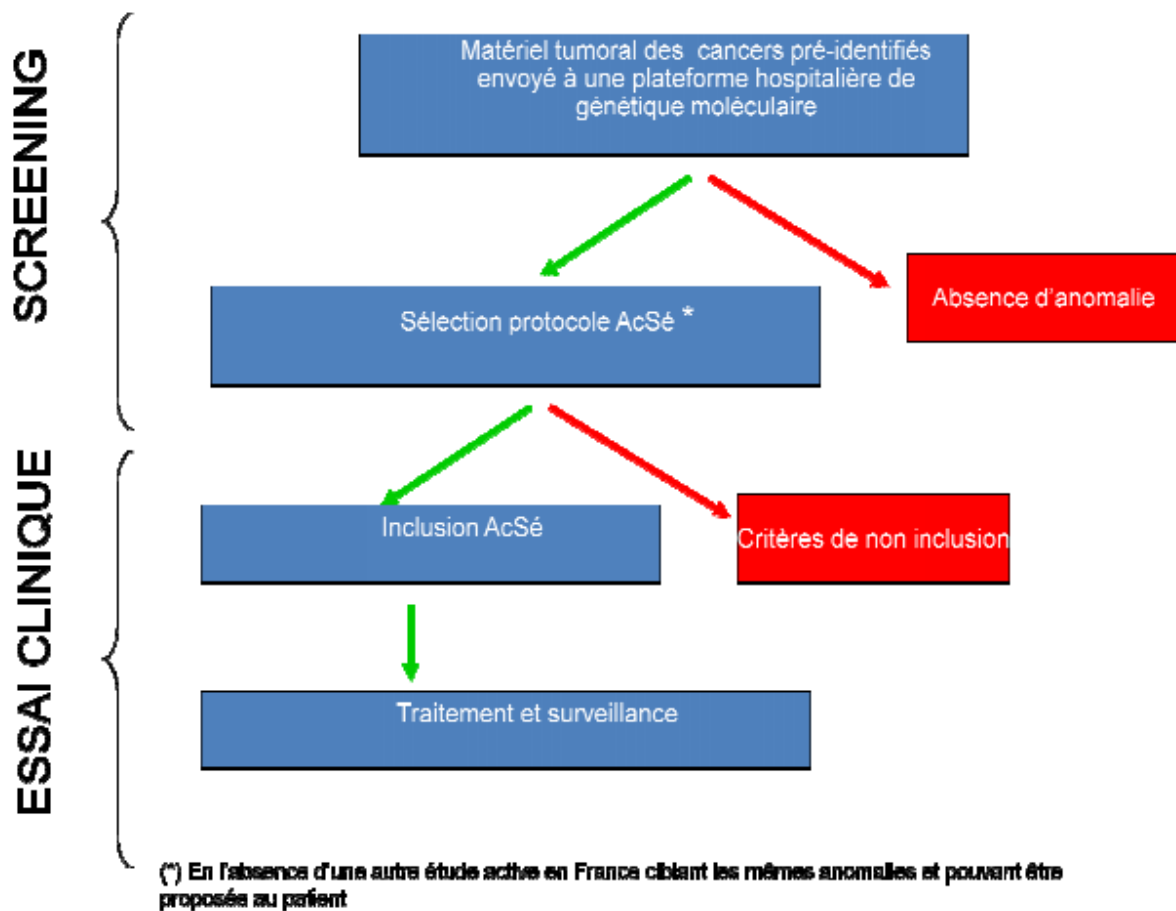 SCREENING
Matériel tumoral des cancers pré-identifiés
envoyé à une plateforme hospitalière de
génétique moléculaire
Absence d'anomalie
Sélection protocole AcSé *
ESSAI CLINIQUE
Inclusion AcSé
Critères de non inclusion
Traitement et surveillance
(*) En l'absence d'une autre étude active en France ciblant les mêmes anomalies et pouvant être
proposée au patient